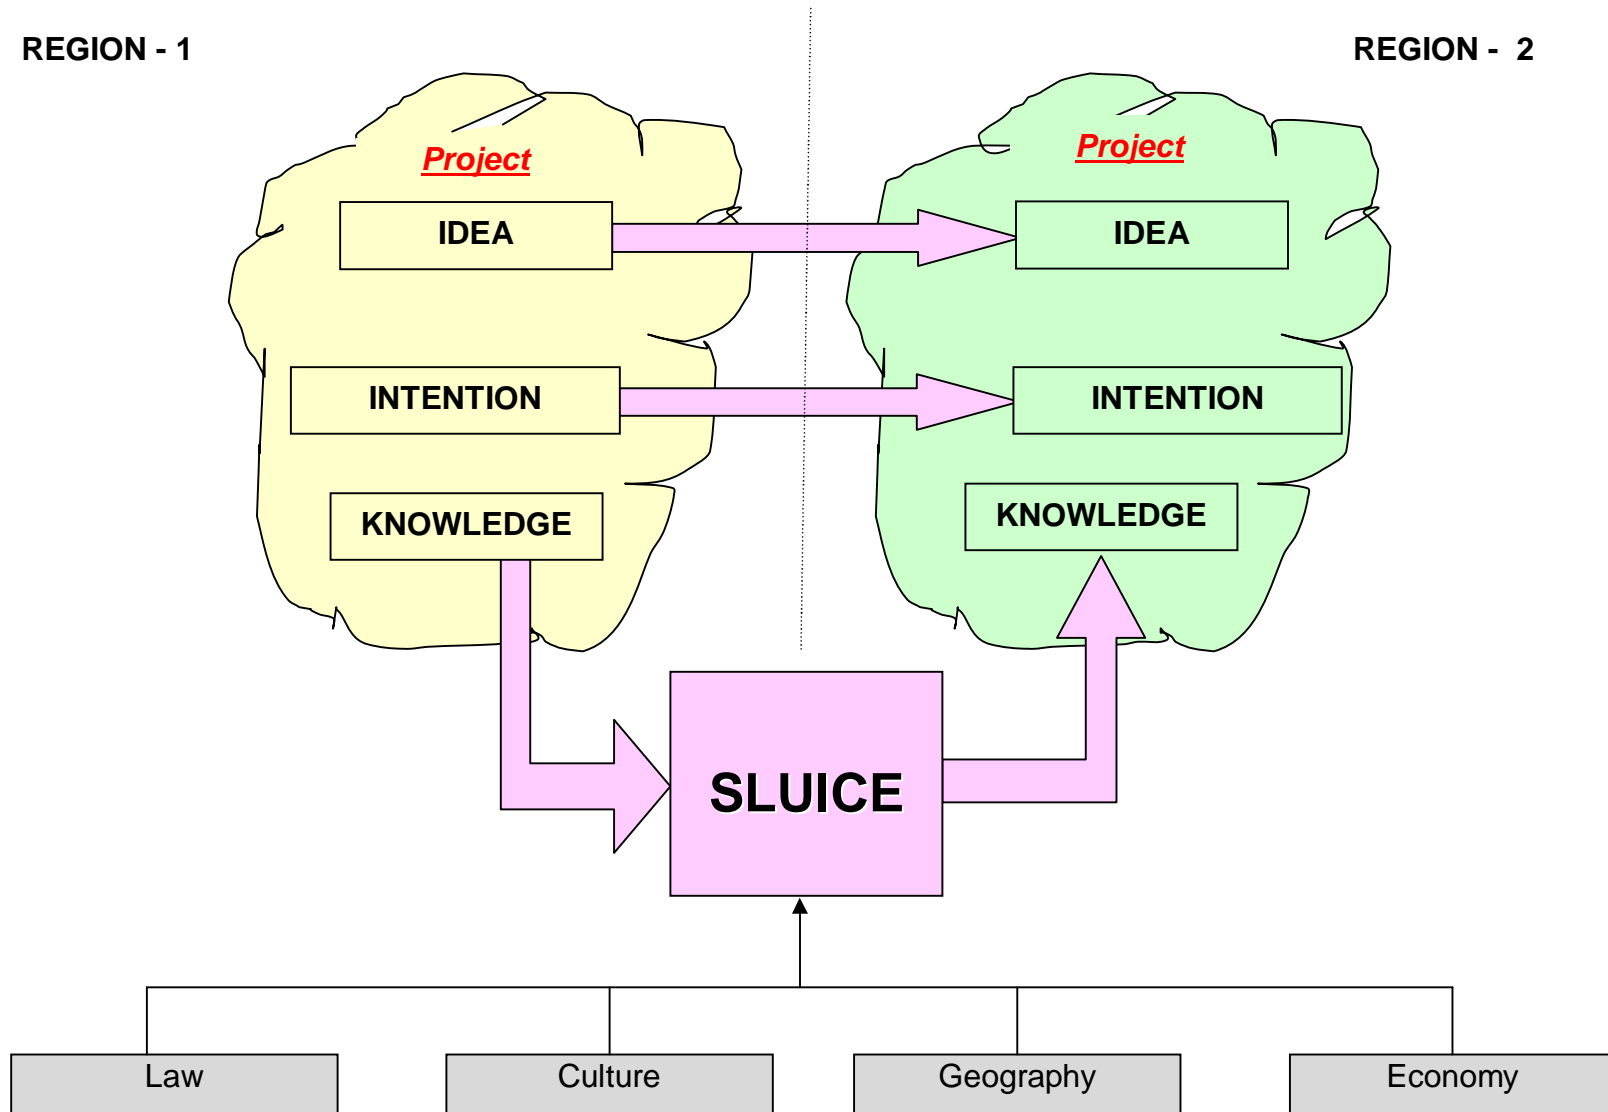 REGION - 1
REGION - 2
Project
Project
IDEA
IDEA
INTENTION
INTENTION
KNOWLEDGE
KNOWLEDGE
SLUICE
Law
Culture
Geography
Economy